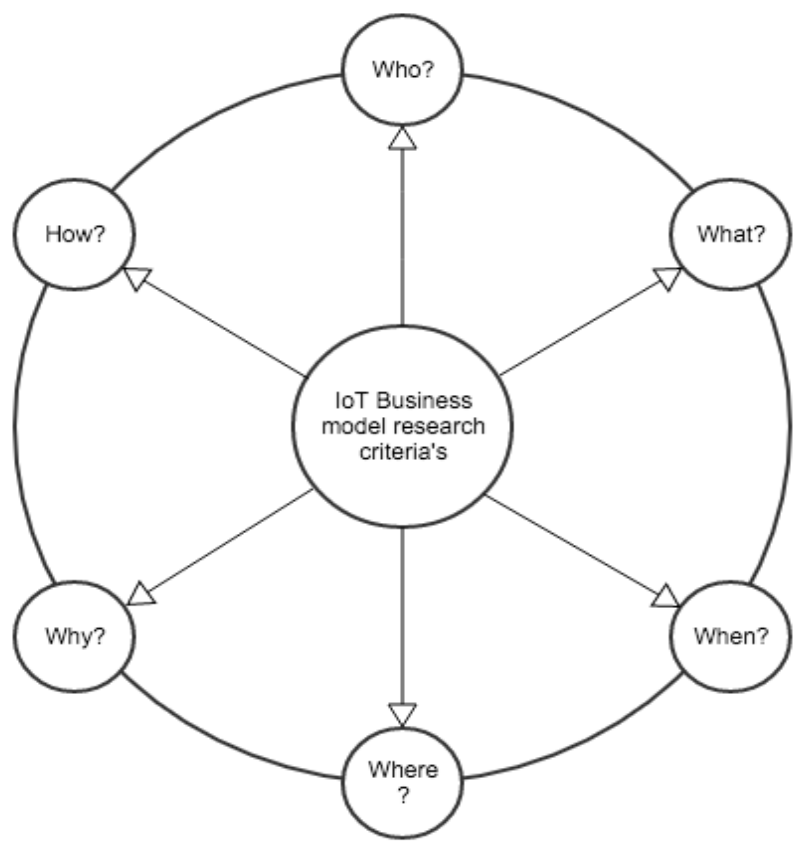 Who?
How?
What?
IoT Business
model research
criteria's
Why?
When?
Where
?